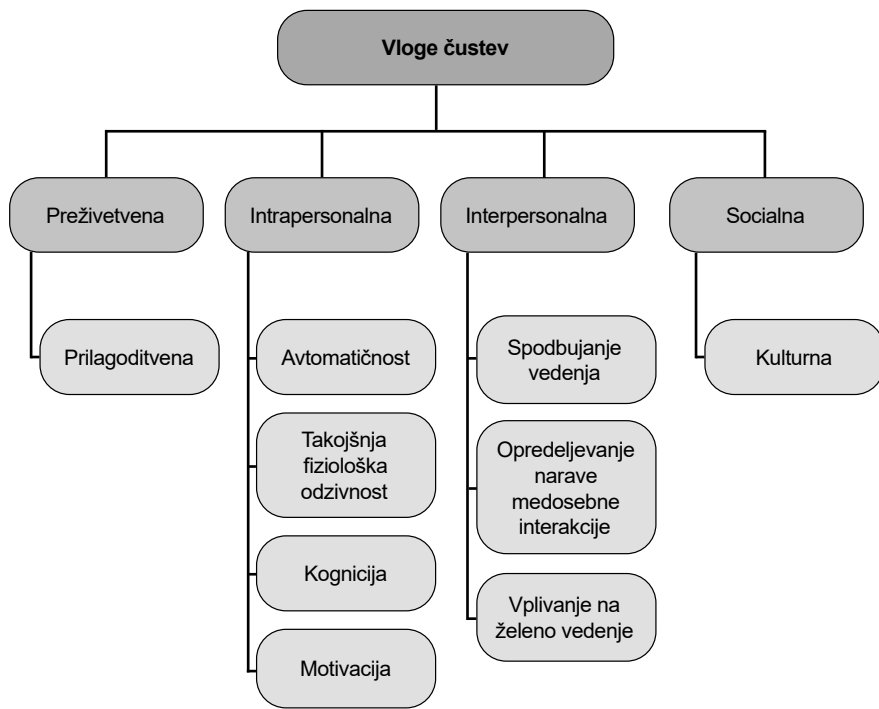 Vloge čustev
Preživetvena
Intrapersonalna
Interpersonalna
Socialna
Prilagoditvena
Avtomatičnost
Takojšnja
fiziološka
odzivnost
Kognicija
Motivacija
Spodbujanje
vedenja
Opredeljevanje
narave
medosebne
interakcije
Vplivanje na
želeno vedenje
Kulturna